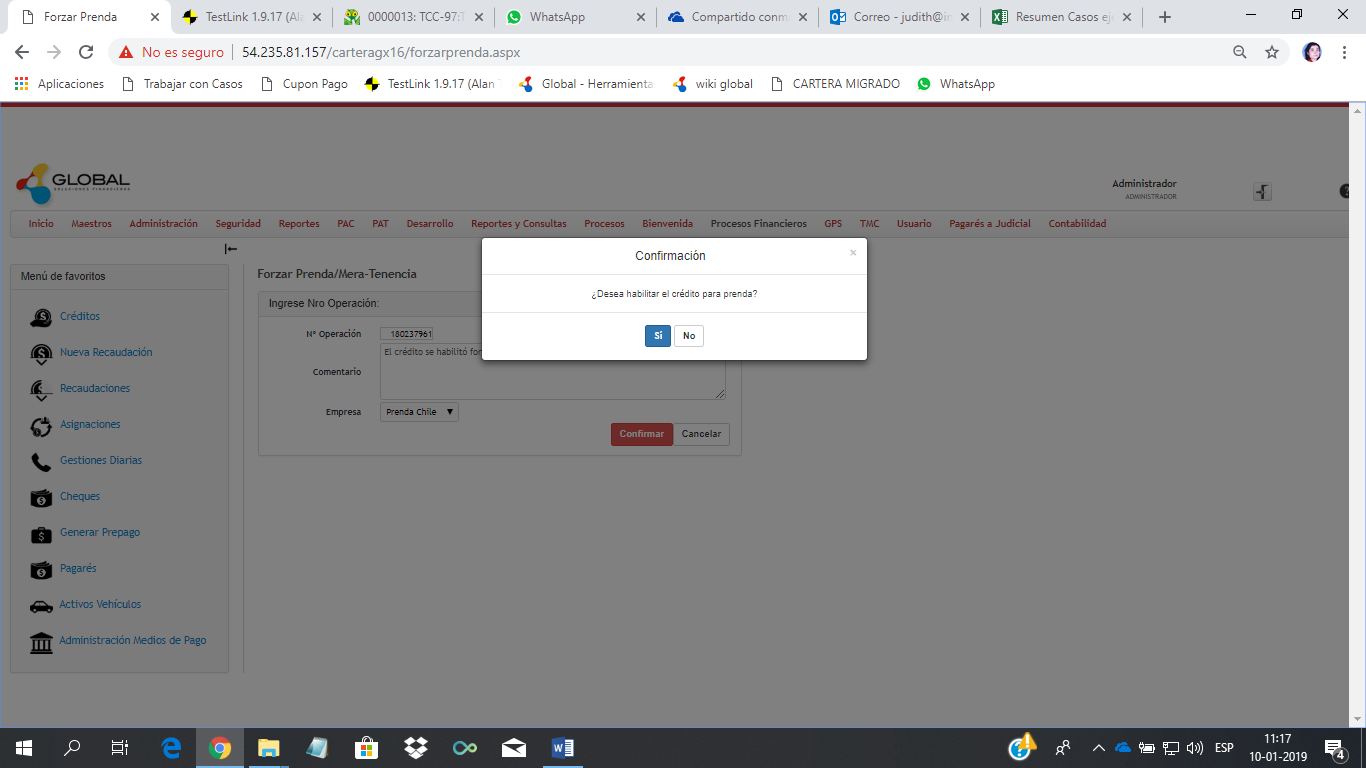 Forzar Prenda
TestLink 1.9.17 (Ala
0000013: TCC-97:T
WhatsApp
Compartido conm
Correo - judith@in
Resumen Casos eje
No es seguro
54.235.81.157/carteragx16/forzarprenda.aspx
Aplicaciones
Trabajar con Casos
Cupon Pago
TestLink 1.9.17 (Alan
Global - Herramienta
wiki global
CARTERA MIGRADO
WhatsApp
GLOBAL
SOLUCIONES FINANCIERAS
Administrador
ADMINISTRADOR
Inicio
Maestros
Administración
Seguridad
Reportes
PAC
PAT
Desarrollo
Reportes y Consultas
Procesos
Bienvenida
Procesos Financieros
GPS
TMC
Usuario
Pagarés a Judicial
Contabilidad
Menú de favoritos
Créditos
Nueva Recaudación
Recaudaciones
Asignaciones
Gestiones Diarias
Cheques
Generar Prepago
Pagarés
Activos Vehículos
Administración Medios de Pago
Forzar Prenda/Mera-Tenencia
Ingrese Nro Operación:
N° Operación
180237961
Comentario
El crédito se habilitó for
Empresa
Prenda Chile
Confirmar
Cancelar
Confirmación
×
¿Desea habilitar el crédito para prenda?
Si
No
ESP
11:17
10-01-2019
4